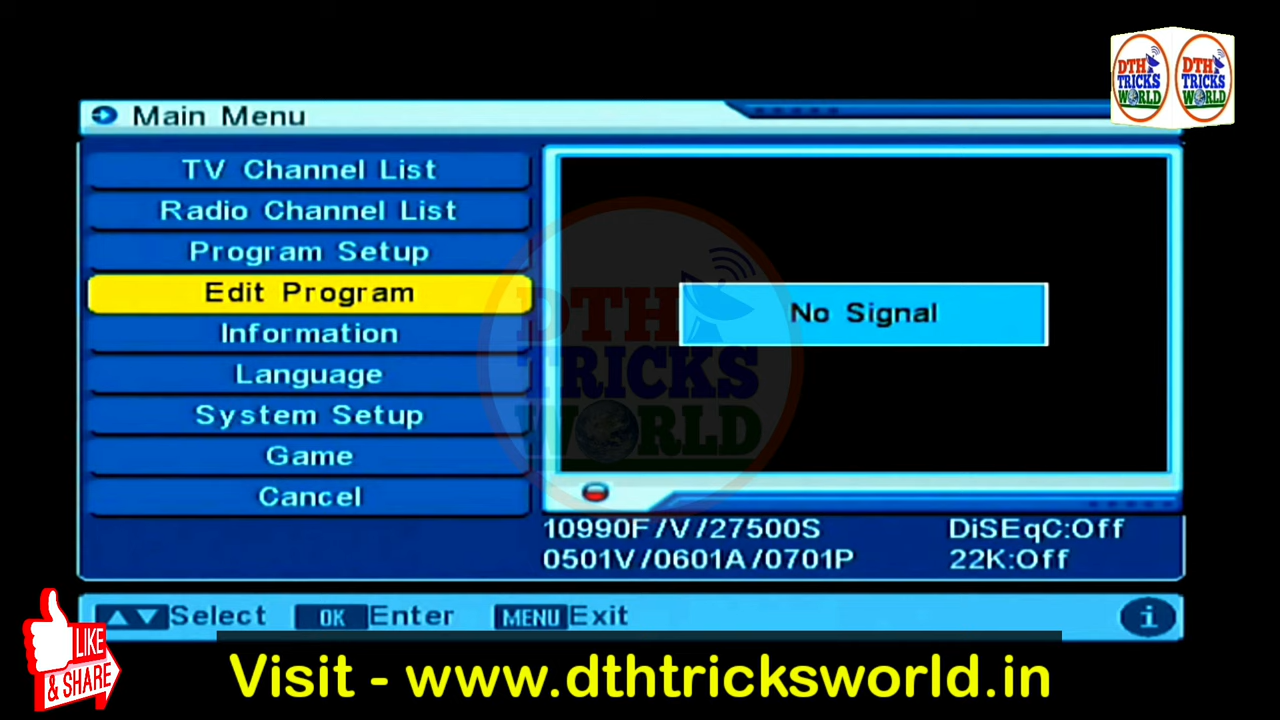 DTH
TRICKS
WORLD
DTH
TRICKS
WORLD
Main Menu
TV Channel List
Radio Channel List
Program Setup
Edit Program
Information
Language
System Setup
Game
Cancel
No Signal
DTH
TRICKS
WORLD
10990F/V/27500S DiSEqC:Off
0501V/0601A/0701P 22K:Off
▲▼Select OK Enter MENU Exit i
LIKE
& SHARE
Visit - www.dthtricksworld.in